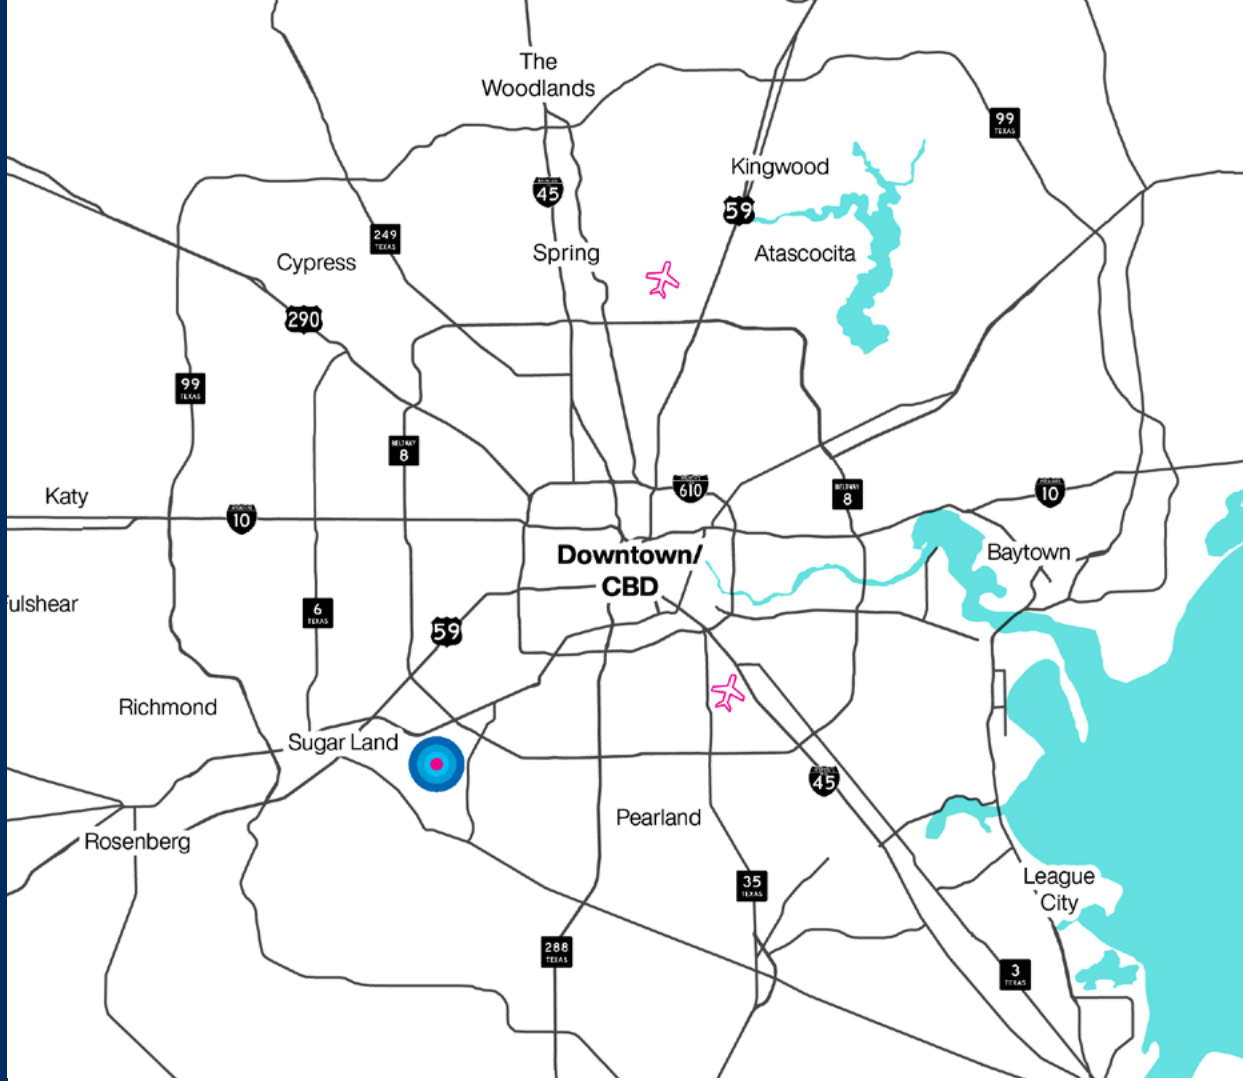 The
Woodlands
99
TEXAS
Kingwood
45
59
249
TEXAS
Spring
Atascocita
Cypress
290
99
TEXAS
BELTWAY
8
610
BELTWAY
8
10
Katy
10
Downtown/
CBD
Baytown
ulshear
6
TEXAS
59
Richmond
Sugar Land
45
Pearland
Rosenberg
35
TEXAS
League
City
288
TEXAS
3
TEXAS